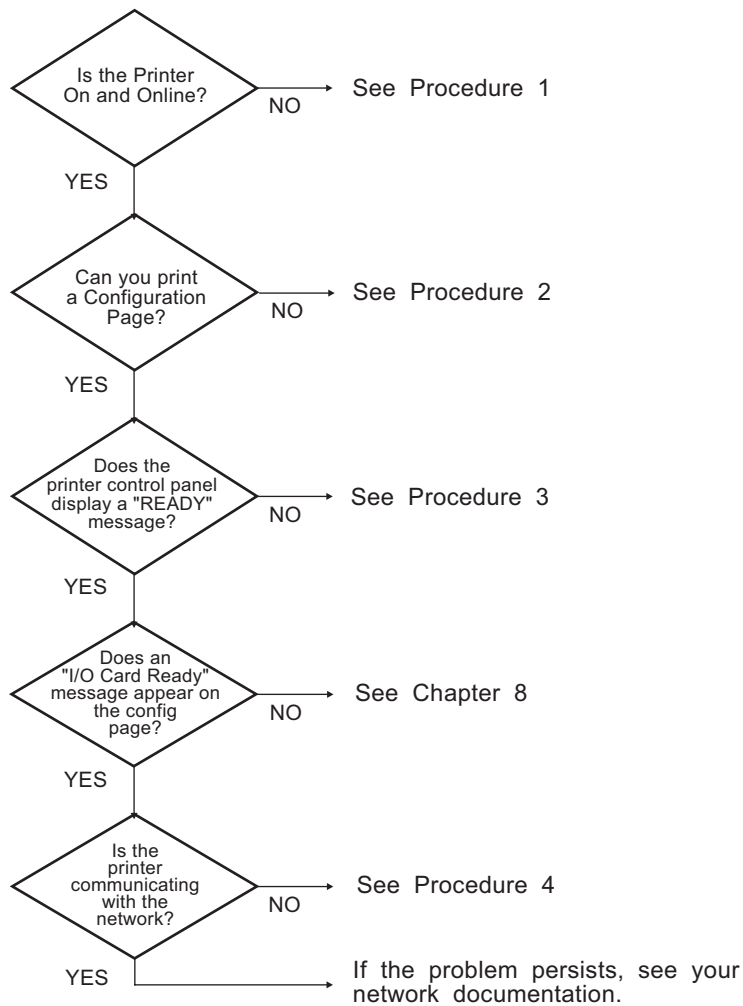 Is the Printer
On and Online?
NO
See Procedure 1
YES
Can you print
a Configuration
Page?
NO
See Procedure 2
YES
Does the
printer control panel
display a "READY"
message?
NO
See Procedure 3
YES
Does an
"I/O Card Ready"
message appear on
the config
page?
NO
See Chapter 8
YES
Is the
printer
communicating
with the
network?
NO
See Procedure 4
YES
If the problem persists, see your
network documentation.